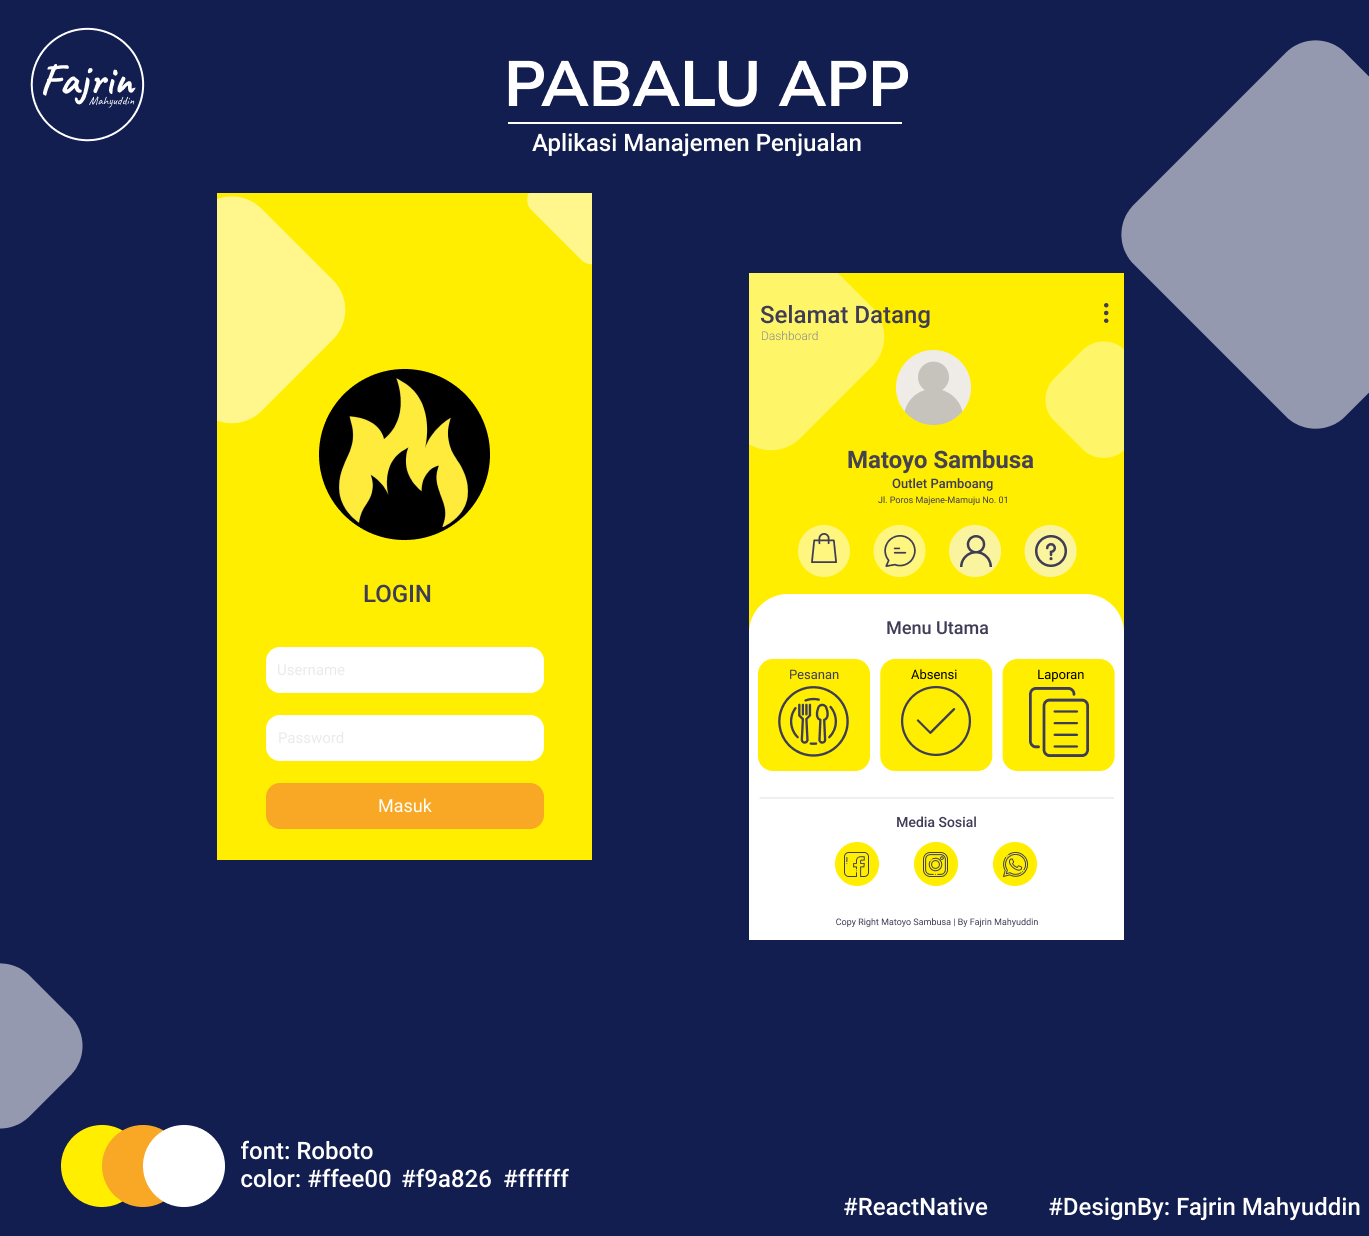 Fajrin
Mahyuddin
PABALU APP
Aplikasi Manajemen Penjualan
LOGIN
Username
Password
Masuk
Selamat Datang
Dashboard
Matoyo Sambusa
Outlet Pamboang
Jl. Poros Majene-Mamuju No. 01
Menu Utama
Pesanan Absensi Laporan
Media Sosial
Copy Right Matoyo Sambusa | By Fajrin Mahyuddin
font: Roboto
color: #ffee00 #f9a826 #ffffff
#ReactNative #DesignBy: Fajrin Mahyuddin